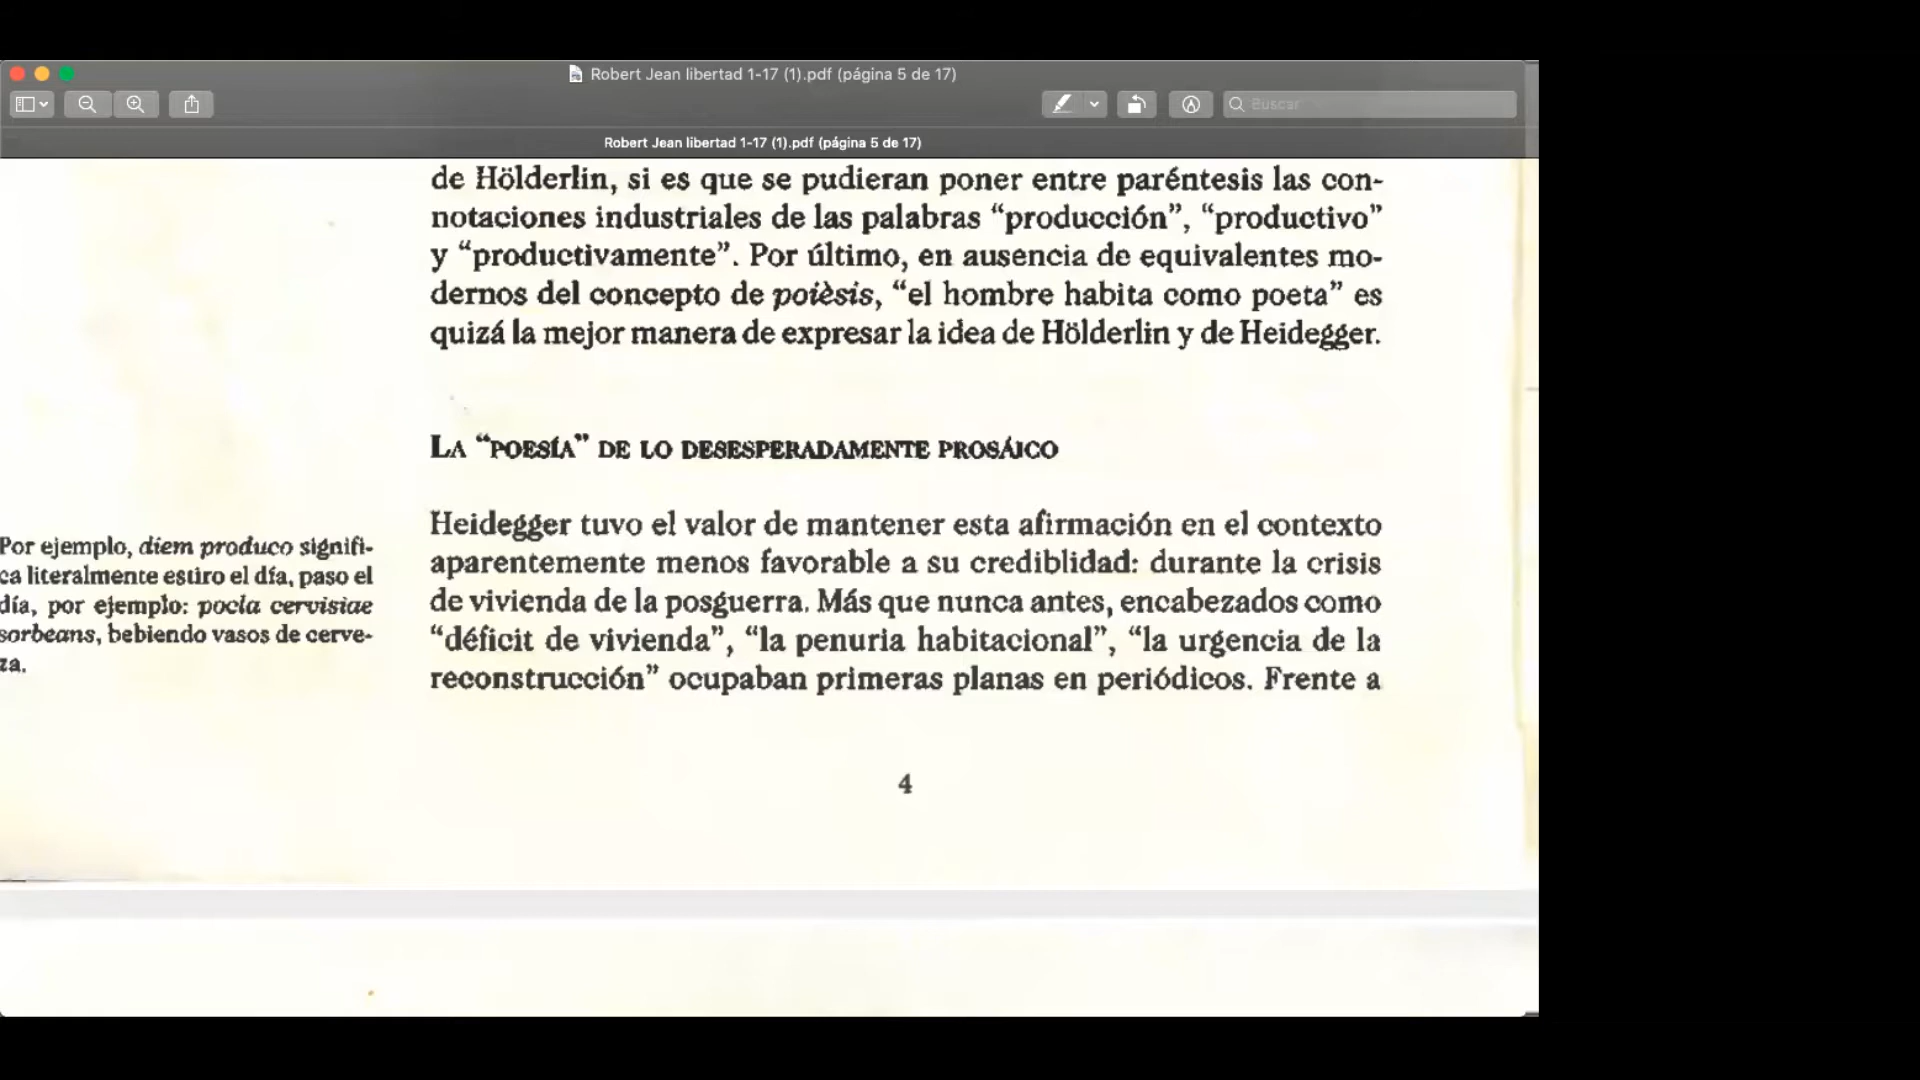 Robert Jean libertad 1-17 (1).pdf (página 5 de 17)
Buscar
Robert Jean libertad 1-17 (1).pdf (página 5 de 17)
de Hölderlin, si es que se pudieran poner entre paréntesis las con-
notaciones industriales de las palabras “producción”, “productivo”
y “productivamente”. Por último, en ausencia de equivalentes mo-
dernos del concepto de poièsis, “el hombre habita como poeta” es
quizá la mejor manera de expresar la idea de Hölderlin y de Heidegger.
LA “POESÍA” DE LO DESESPERADAMENTE PROSÁICO
Heidegger tuvo el valor de mantener esta afirmación en el contexto
aparentemente menos favorable a su crediblidad: durante la crisis
de vivienda de la posguerra. Más que nunca antes, encabezados como
“déficit de vivienda”, “la penuria habitacional”, “la urgencia de la
reconstrucción” ocupaban primeras planas en periódicos. Frente a
Por ejemplo, diem produco signifi-
ca literalmente estiro el día, paso el
día, por ejemplo: pocla cervisiae
sorbeans, bebiendo vasos de cerve-
za.
4